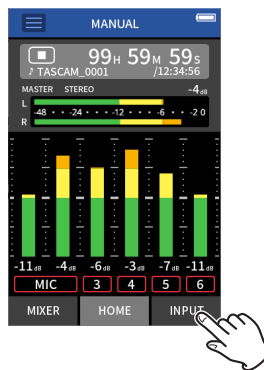 MANUAL
99H 59M 59s
♪ TASCAM_0001 /12:34:56
MASTER STEREO -4dB
L
-48 - -24 - - -12 - - -6 - -2 0
R
-11dB -4dB -6dB -3dB -7dB -11dB
MIC 3 4 5 6
MIXER HOME INPUT